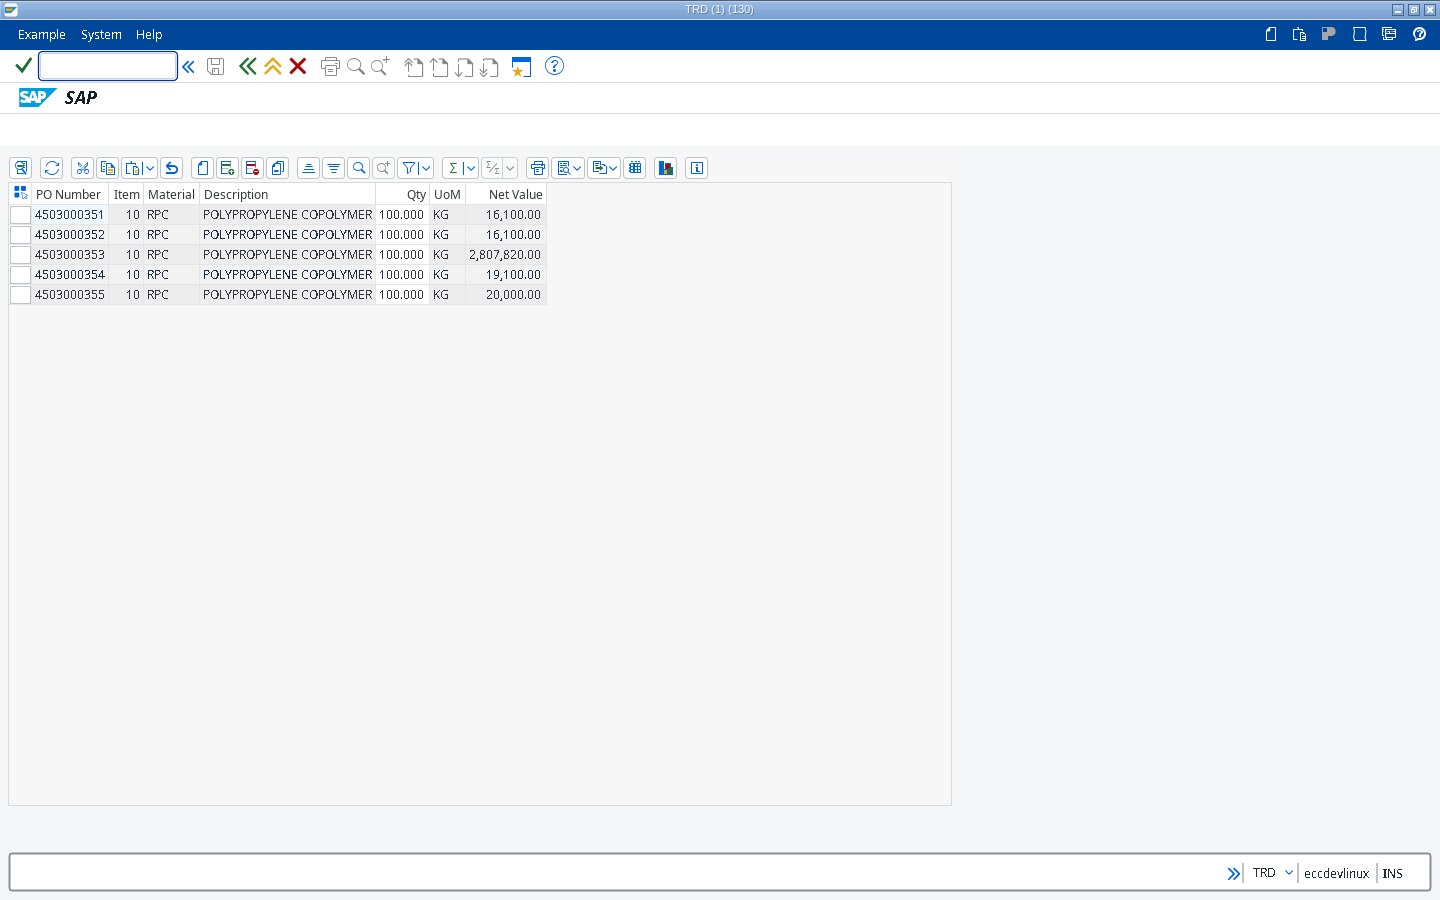 TRD (1) (130)
Example System Help
SAP SAP
PO Number Item Material Description Qty UoM Net Value
4503000351 10 RPC POLYPROPYLENE COPOLYMER 100.000 KG 16,100.00
4503000352 10 RPC POLYPROPYLENE COPOLYMER 100.000 KG 16,100.00
4503000353 10 RPC POLYPROPYLENE COPOLYMER 100.000 KG 2,807,820.00
4503000354 10 RPC POLYPROPYLENE COPOLYMER 100.000 KG 19,100.00
4503000355 10 RPC POLYPROPYLENE COPOLYMER 100.000 KG 20,000.00
TRD eccdevlinux INS